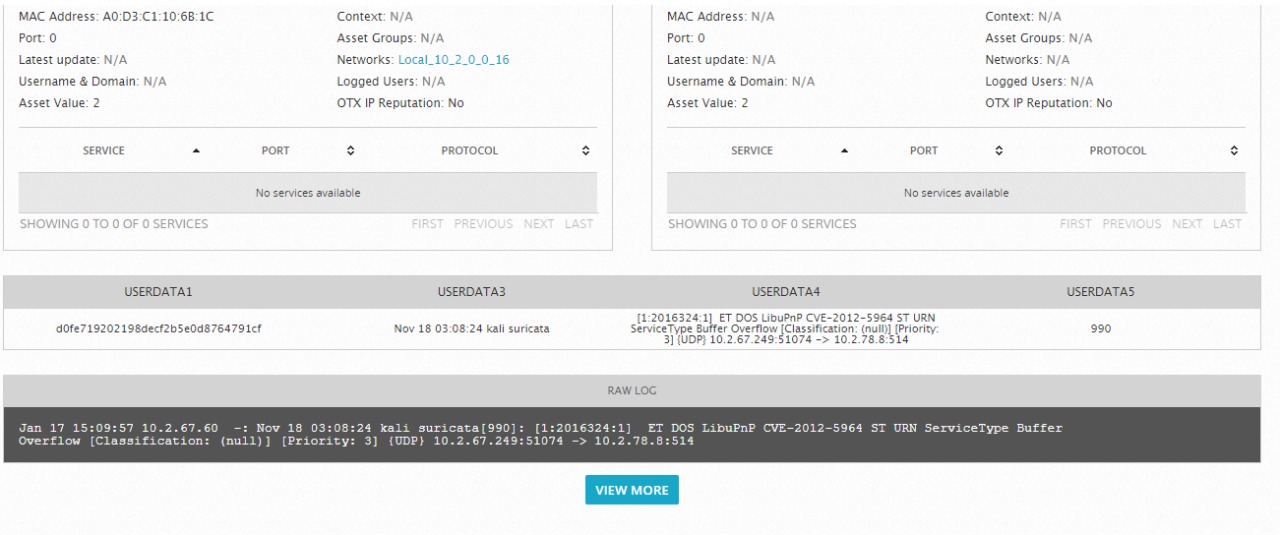 MAC Address: A0:D3:C1:10:6B:1C
Port: 0
Latest update: N/A
Username & Domain: N/A
Asset Value: 2
Context: N/A
Asset Groups: N/A
Networks: Local_10_2_0_0_16
Logged Users: N/A
OTX IP Reputation: No
SERVICE PORT PROTOCOL
No services available
SHOWING 0 TO 0 OF 0 SERVICES FIRST PREVIOUS NEXT LAST
MAC Address: N/A
Port: 0
Latest update: N/A
Username & Domain: N/A
Asset Value: 2
Context: N/A
Asset Groups: N/A
Networks: N/A
Logged Users: N/A
OTX IP Reputation: No
SERVICE PORT PROTOCOL
No services available
SHOWING 0 TO 0 OF 0 SERVICES FIRST PREVIOUS NEXT LAST
USERDATA1 USERDATA3 USERDATA4 USERDATA5
d0fe719202198decf2b5e0d8764791cf
Nov 18 03:08:24 kali suricata
[1:2016324:1] ET DOS LibuPnP CVE-2012-5964 ST URN
ServiceType Buffer Overflow [Classification: (null)] [Priority:
3] {UDP} 10.2.67.249:51074 -> 10.2.78.8:514
990
RAW LOG
Jan 17 15:09:57 10.2.67.60 -: Nov 18 03:08:24 kali suricata[990]: [1:2016324:1] ET DOS LibuPnP CVE-2012-5964 ST URN ServiceType Buffer
Overflow [Classification: (null)] [Priority: 3] {UDP} 10.2.67.249:51074 -> 10.2.78.8:514
VIEW MORE